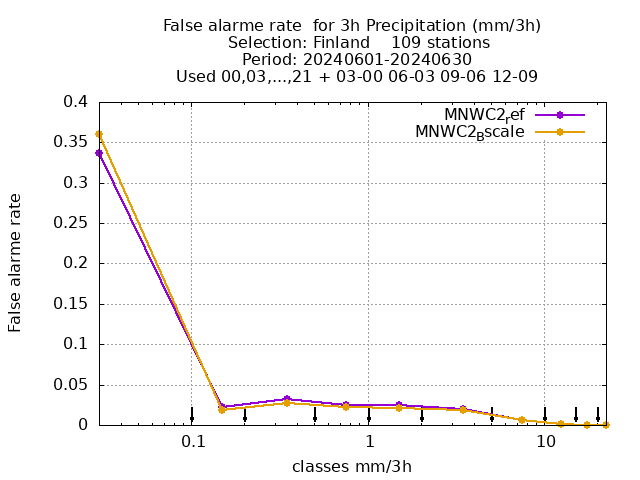 False alarme rate  for 3h Precipitation (mm/3h)
Selection: Finland    109 stations
Period: 20240601-20240630
Used 00,03,...,21 + 03-00 06-03 09-06 12-09
MNWC2ref
MNWC2Bscale
0.4
0.35
0.3
0.25
0.2
0.15
0.1
0.05
0
False alarme rate
0.1
1
10
classes mm/3h